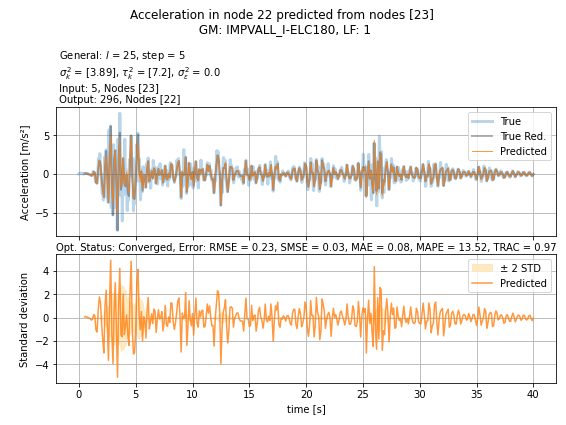 Acceleration in node 22 predicted from nodes [23]
GM: IMPVALL_I-ELC180, LF: 1
General: l = 25, step = 5
σ_k² = [3.89], τ_k² = [7.2], σ_ε² = 0.0
Input: 5, Nodes [23]
Output: 296, Nodes [22]
True
True Red.
Predicted
5
0
−5
Acceleration [m/s²]
Opt. Status: Converged, Error: RMSE = 0.23, SMSE = 0.03, MAE = 0.08, MAPE = 13.52, TRAC = 0.97
± 2 STD
Predicted
4
2
0
−2
−4
Standard deviation
0 5 10 15 20 25 30 35 40
time [s]